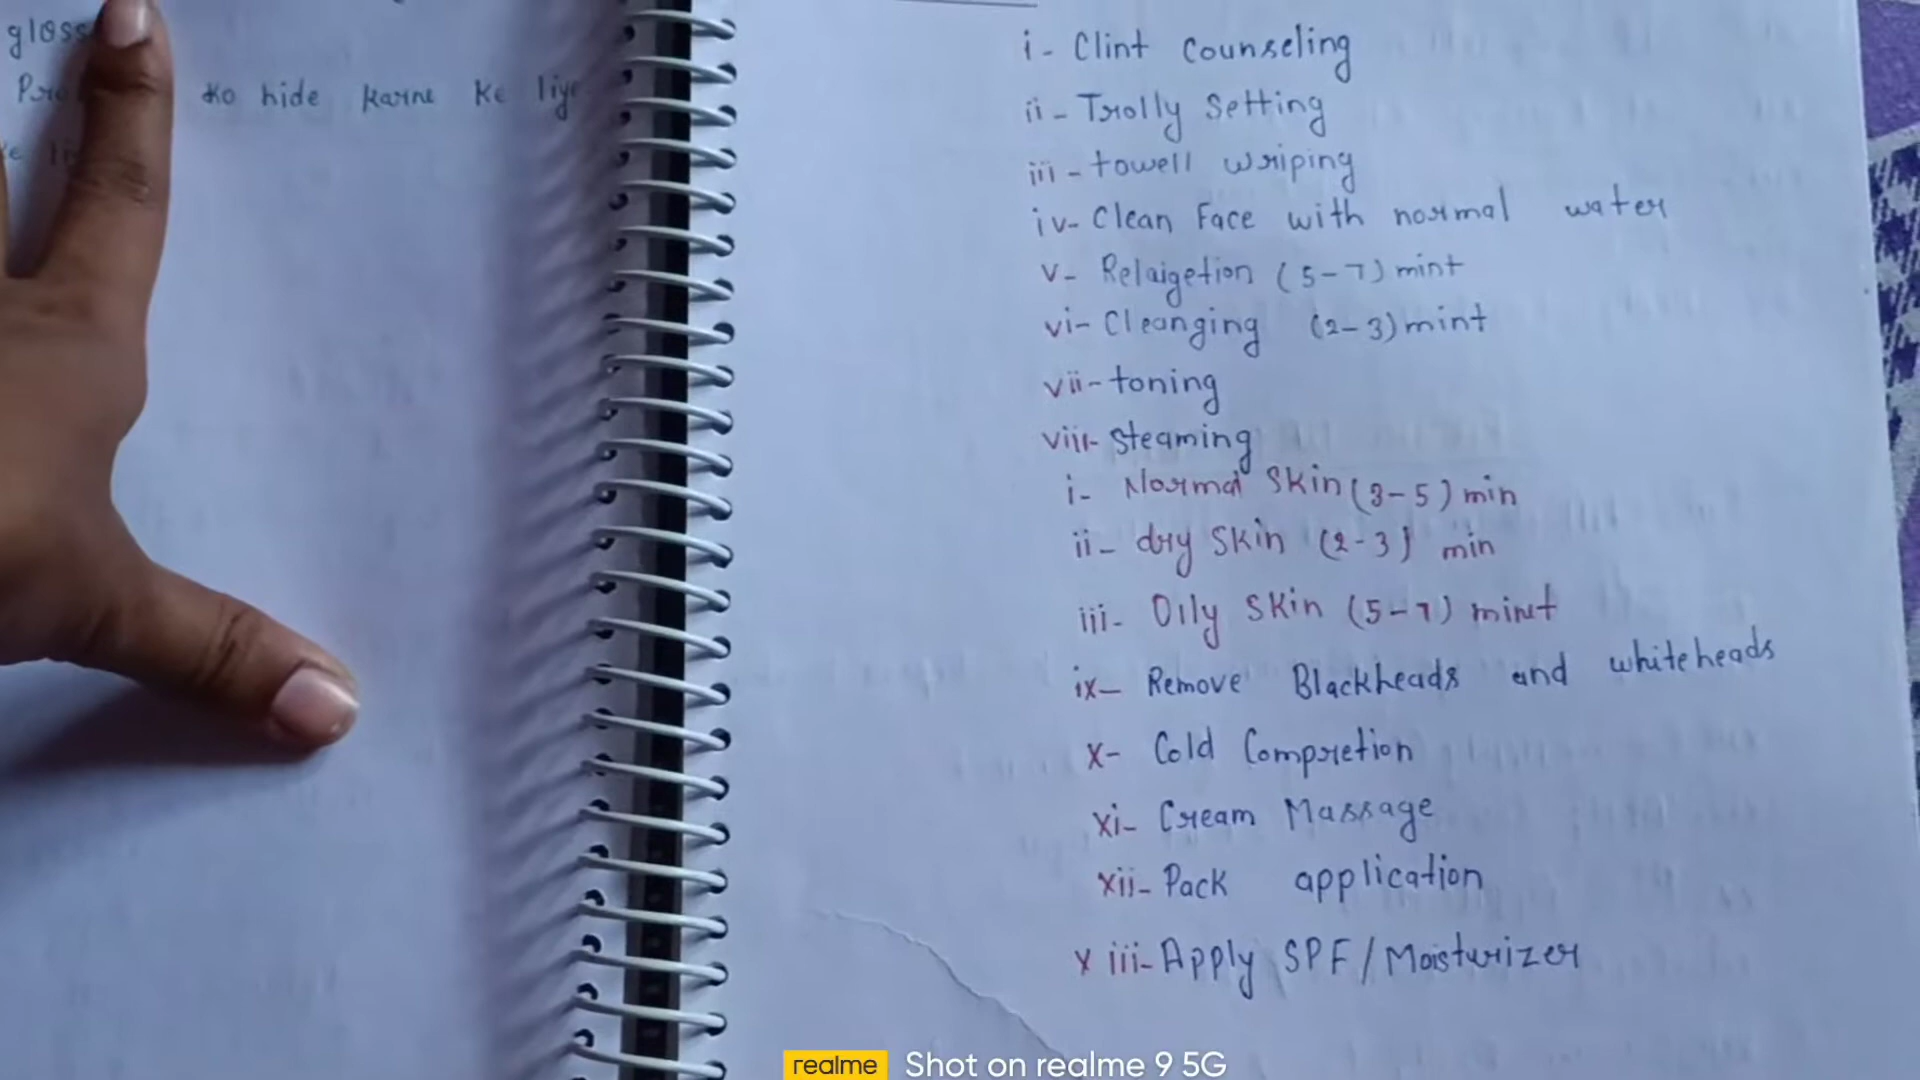 gloss
ko hide karne ke liye
i - Clint Counseling
ii - Trolly Setting
iii - towell wriping
iv- Clean Face with normal water
v- Relaigetion (5-7) mint
vi- Cleanging (2-3) mint
vii- toning
viii- Steaming
i- Normal Skin (3-5) min
ii- dry Skin (2-3) min
iii- Oily Skin (5-7) mint
ix- Remove Blackheads and whiteheads
x- Cold Compretion
xi- Cream Massage
xii- Pack application
xiii- Apply SPF / Moisturizer
realme Shot on realme 9 5G